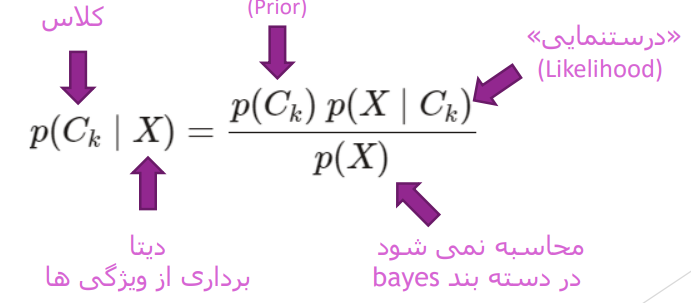 کلاس
(Prior)
«درستنمایی»
(Likelihood)
p(C_k | X) = p(C_k) p(X | C_k) / p(X)
دیتا
برداری از ویژگی ها
محاسبه نمی شود
در دسته بند bayes